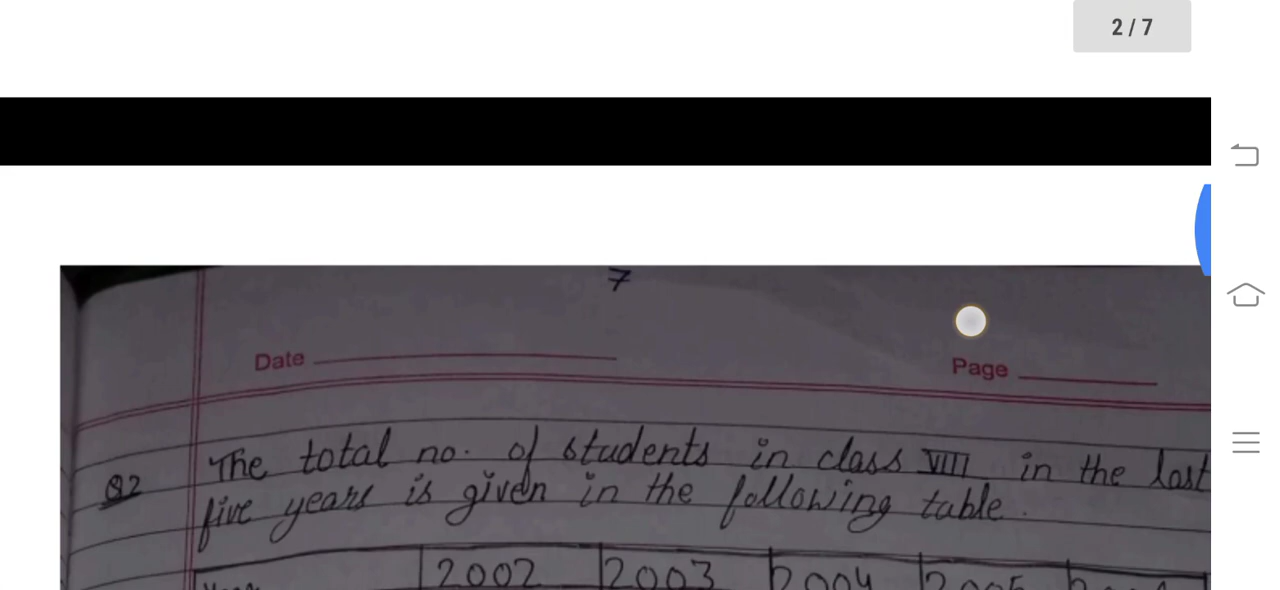 2/7
7
Date
Page
Q2 The total no. of students in class VIII in the last
five years is given in the following table.
2002 2003 2004 2005